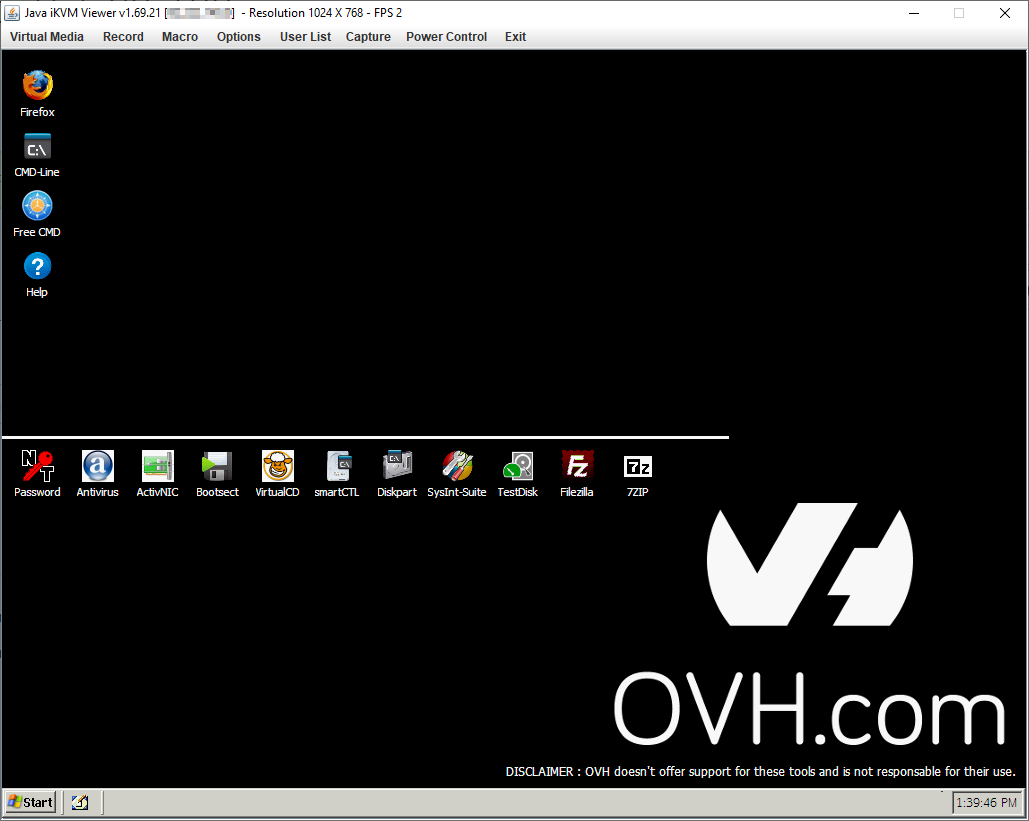 Java iKVM Viewer v1.69.21 [ ] - Resolution 1024 X 768 - FPS 2
Virtual Media Record Macro Options User List Capture Power Control Exit
Firefox
C:\
CMD-Line
Free CMD
?
Help
N T a Fz 7z
Password Antivirus ActivNIC Bootsect VirtualCD smartCTL Diskpart SysInt-Suite TestDisk Filezilla 7ZIP
OVH.com
DISCLAIMER : OVH doesn't offer support for these tools and is not responsable for their use.
Start 1:39:46 PM